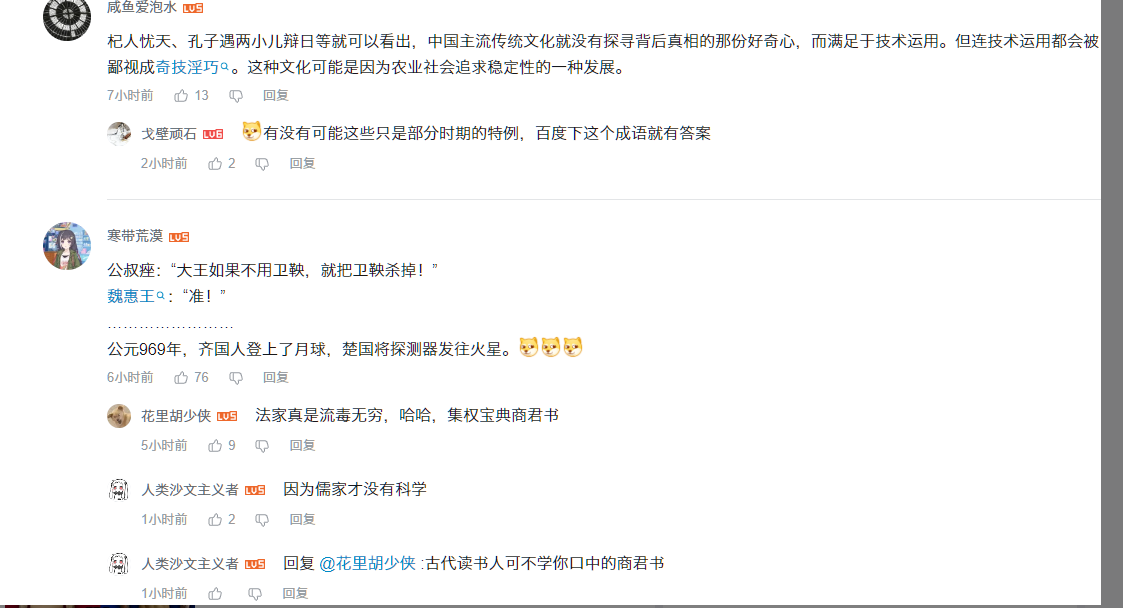 咸鱼爱泡水 LV5
杞人忧天、孔子遇两小儿辩日等就可以看出，中国主流传统文化就没有探寻背后真相的那份好奇心，而满足于技术运用。但连技术运用都会被
鄙视成奇技淫巧。这种文化可能是因为农业社会追求稳定性的一种发展。
7小时前 13 回复
戈壁顽石 LV6 有没有可能这些只是部分时期的特例，百度下这个成语就有答案
2小时前 2 回复
寒带荒漠 LV5
公叔座：“大王如果不用卫鞅，就把卫鞅杀掉！”
魏惠王：“准！”
……………………
公元969年，齐国人登上了月球，楚国将探测器发往火星。
6小时前 76 回复
花里胡少侠 LV5 法家真是流毒无穷，哈哈，集权宝典商君书
5小时前 9 回复
人类沙文主义者 LV5 因为儒家才没有科学
1小时前 2 回复
人类沙文主义者 LV5 回复 @花里胡少侠 :古代读书人可不学你口中的商君书
1小时前 回复